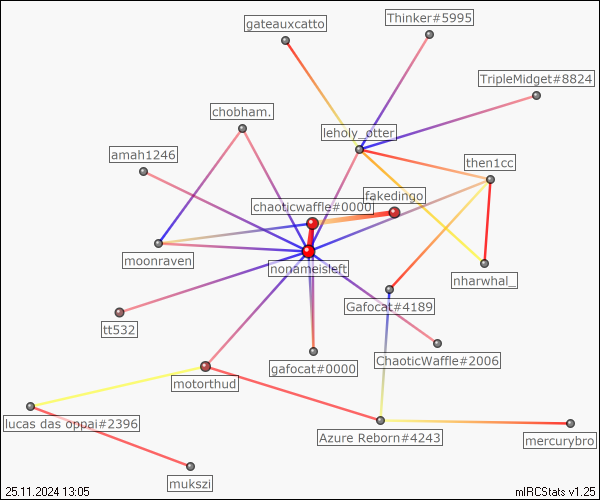 Thinker#5995
gateauxcatto
TripleMidget#8824
chobham.
leholy_otter
amah1246
then1cc
fakedingo
chaoticwaffle#0000
moonraven
nonameisleft
nharwhal_
Gafocat#4189
tt532
ChaoticWaffle#2006
gafocat#0000
motorthud
lucas das oppai#2396
Azure Reborn#4243
mercurybro
mukszi
25.11.2024 13:05
mIRCStats v1.25